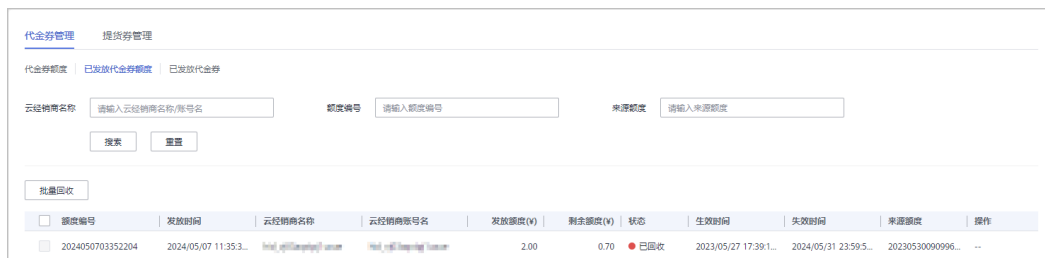 代金券管理 提货券管理
代金券额度 已发放代金券额度 已发放代金券
云经销商名称 请输入云经销商名称/账号名 额度编号 请输入额度编号 来源额度 请输入来源额度
搜索 重置
批量回收
额度编号 发放时间 云经销商名称 云经销商账号名 发放额度(¥) 剩余额度(¥) 状态 生效时间 失效时间 来源额度 操作
2024050703352204 2024/05/07 11:35:3... 2.00 0.70 已回收 2023/05/27 17:39:1... 2024/05/31 23:59:5... 20230530090996... --